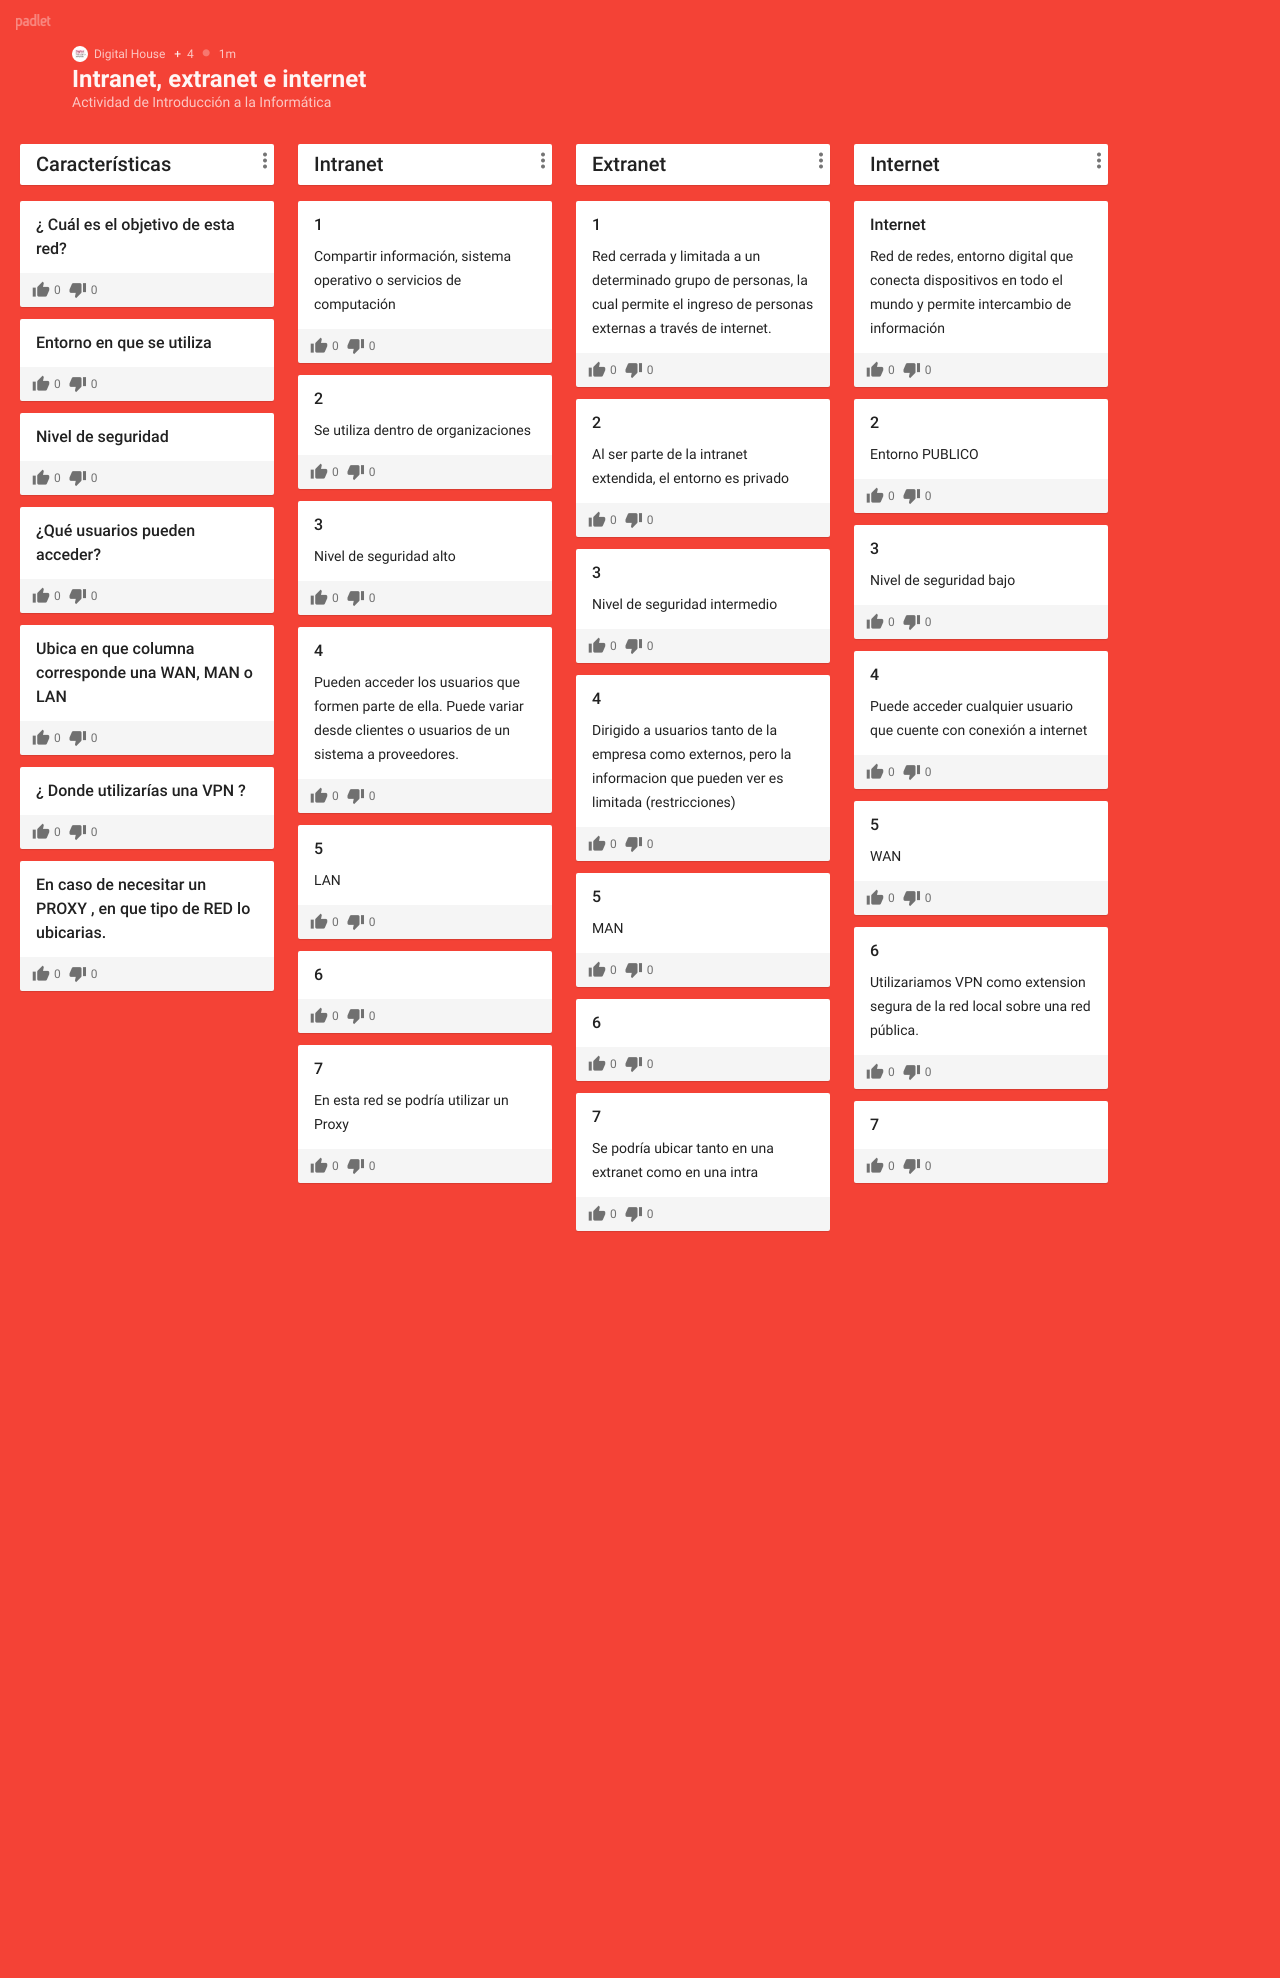 padlet
Digital House + 4 • 1m
Intranet, extranet e internet
Actividad de Introducción a la Informática
Características
¿ Cuál es el objetivo de esta
red?
0 0
Entorno en que se utiliza
0 0
Nivel de seguridad
0 0
¿Qué usuarios pueden
acceder?
0 0
Ubica en que columna
corresponde una WAN, MAN o
LAN
0 0
¿ Donde utilizarías una VPN ?
0 0
En caso de necesitar un
PROXY , en que tipo de RED lo
ubicarias.
0 0
Intranet
1
Compartir información, sistema
operativo o servicios de
computación
0 0
2
Se utiliza dentro de organizaciones
0 0
3
Nivel de seguridad alto
0 0
4
Pueden acceder los usuarios que
formen parte de ella. Puede variar
desde clientes o usuarios de un
sistema a proveedores.
0 0
5
LAN
0 0
6
0 0
7
En esta red se podría utilizar un
Proxy
0 0
Extranet
1
Red cerrada y limitada a un
determinado grupo de personas, la
cual permite el ingreso de personas
externas a través de internet.
0 0
2
Al ser parte de la intranet
extendida, el entorno es privado
0 0
3
Nivel de seguridad intermedio
0 0
4
Dirigido a usuarios tanto de la
empresa como externos, pero la
informacion que pueden ver es
limitada (restricciones)
0 0
5
MAN
0 0
6
0 0
7
Se podría ubicar tanto en una
extranet como en una intra
0 0
Internet
Internet
Red de redes, entorno digital que
conecta dispositivos en todo el
mundo y permite intercambio de
información
0 0
2
Entorno PUBLICO
0 0
3
Nivel de seguridad bajo
0 0
4
Puede acceder cualquier usuario
que cuente con conexión a internet
0 0
5
WAN
0 0
6
Utilizariamos VPN como extension
segura de la red local sobre una red
pública.
0 0
7
0 0